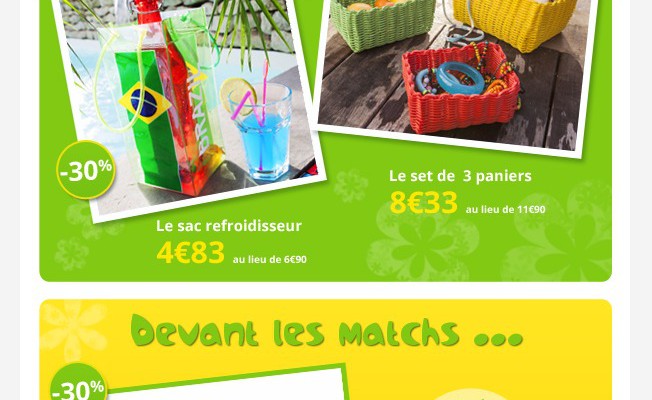 BRAZIL
-30%
Le set de 3 paniers
8€33 au lieu de 11€90
Le sac refroidisseur
4€83 au lieu de 6€90
Devant les matchs ...
-30%